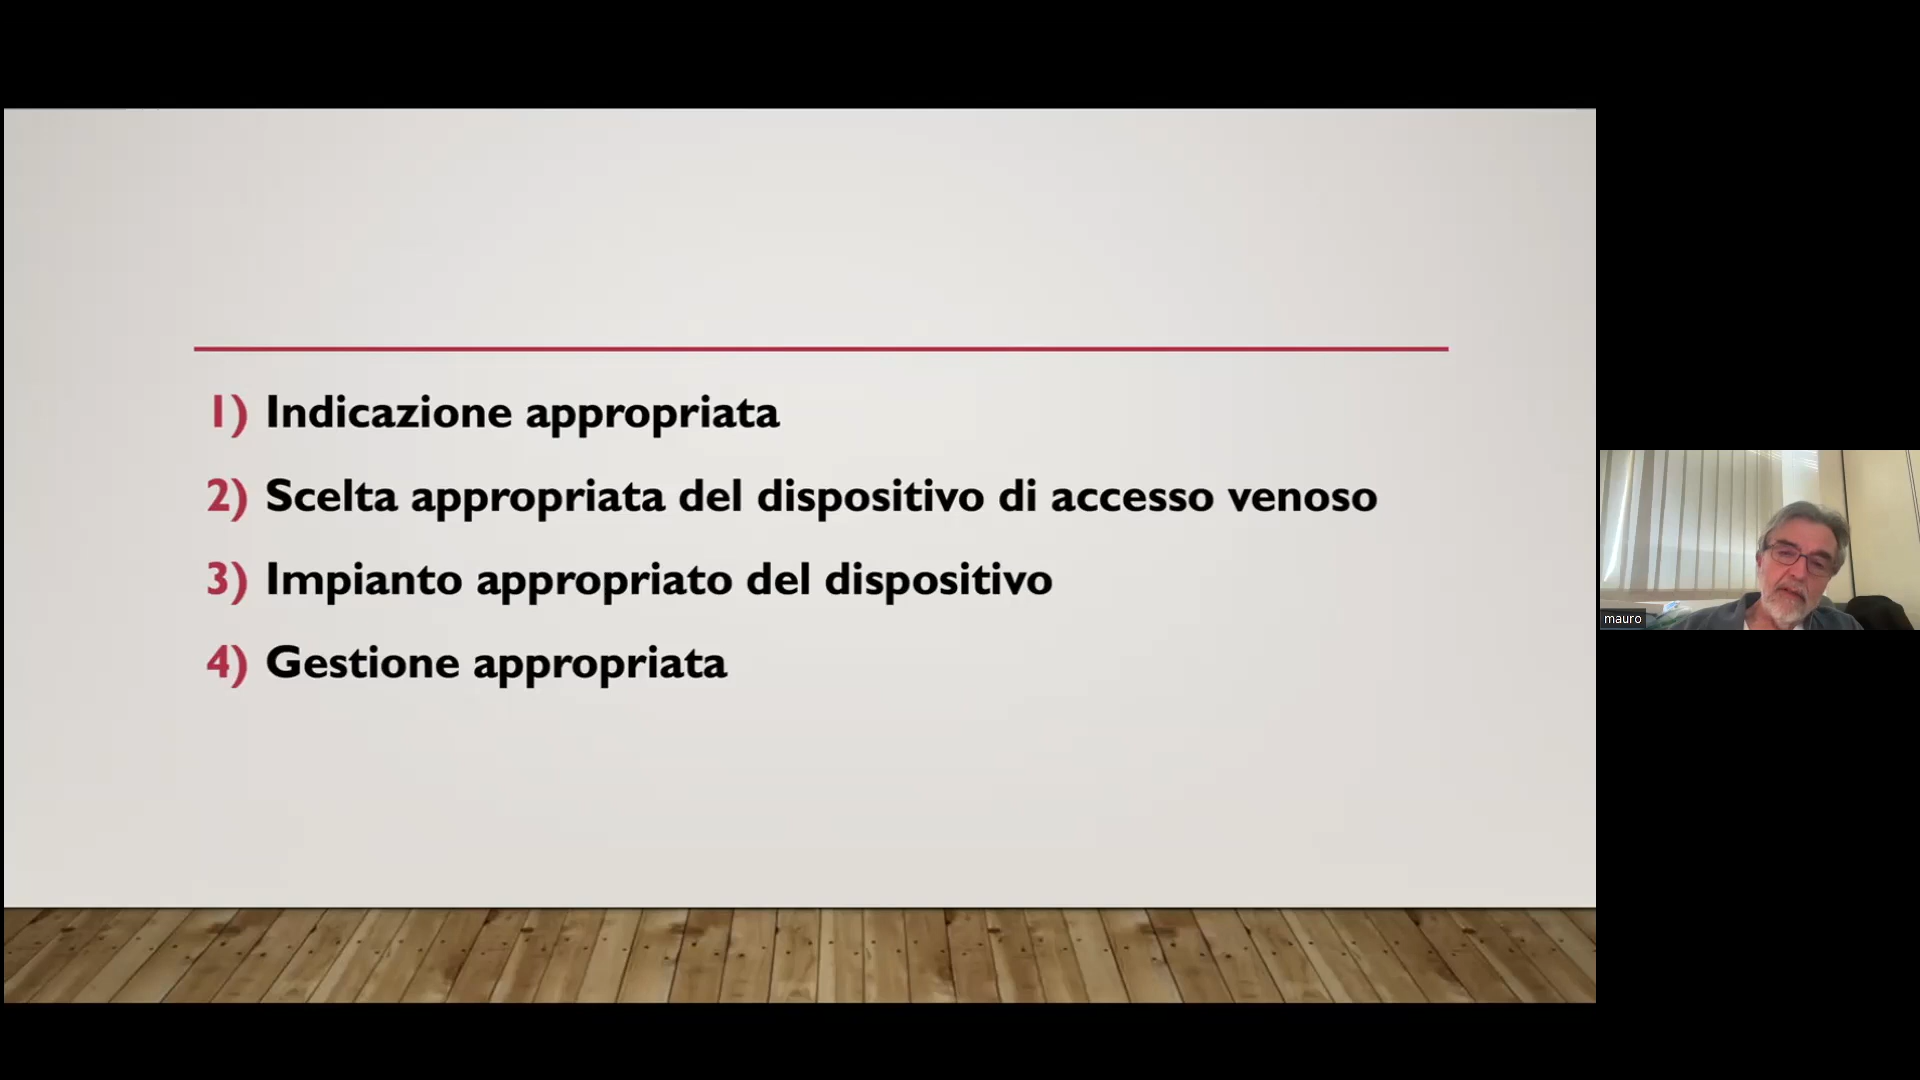 1) Indicazione appropriata
2) Scelta appropriata del dispositivo di accesso venoso
3) Impianto appropriato del dispositivo
4) Gestione appropriata
mauro